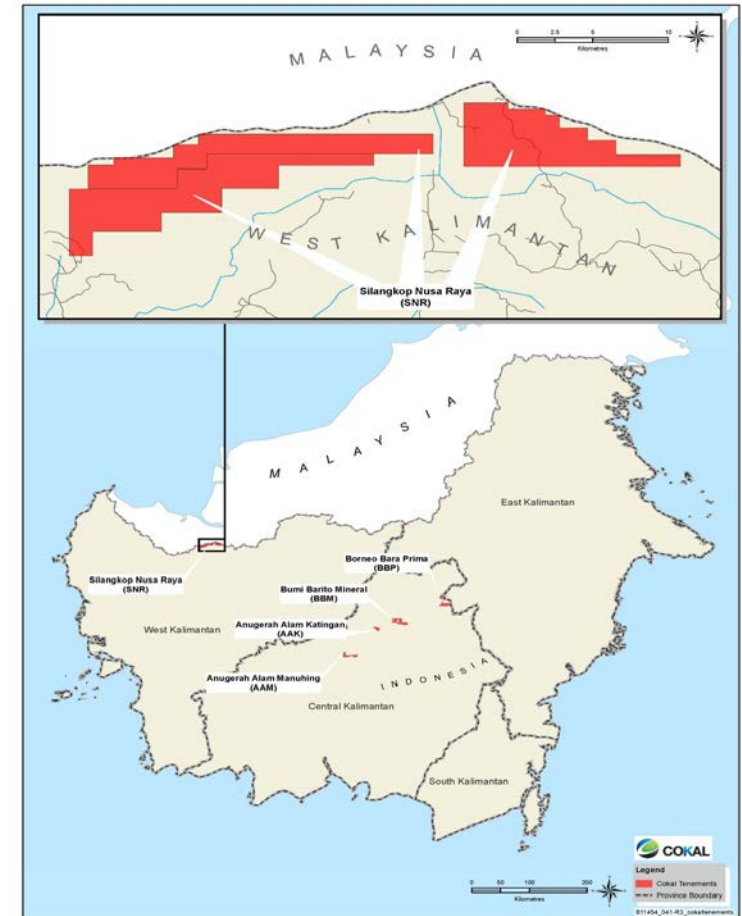 MALAYSIA
0 2.5 5 10
Kilometres
WEST KALIMANTAN
Silangkop Nusa Raya
(SNR)
MALAYSIA
East Kalimantan
Borneo Bara Prima
(BBP)
Silangkop Nusa Raya
(SNR)
Bumi Barito Mineral
(BBM)
West Kalimantan
Anugerah Alam Katingan
(AAK)
INDONESIA
Anugerah Alam Manuhing
(AAM)
Central Kalimantan
South Kalimantan
COKAL
Legend
Cokal Tenements
Province Boundary
0 50 100 200
Kilometres